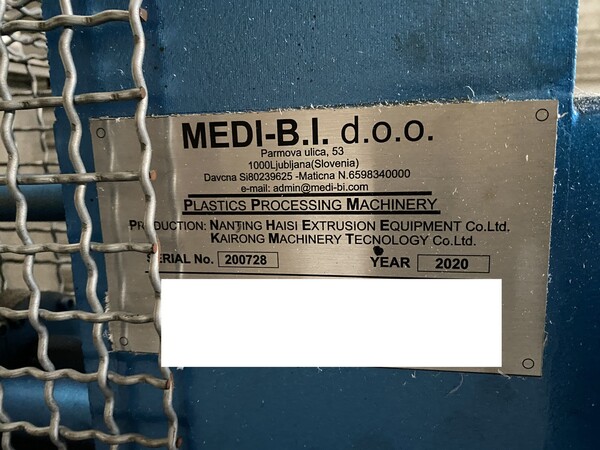 MEDI-B.I. d.o.o.
Parmova ulica, 53
1000Ljubljana(Slovenia)
Davcna Si80239625 -Maticna N.6598340000
e-mail: admin@medi-bi.com
PLASTICS PROCESSING MACHINERY
PRODUCTION: NANTJNG HAISI EXTRUSION EQUIPMENT Co.Ltd.
KAIRONG MACHINERY TECNOLOGY Co.Ltd.
SERIAL No. 200728 YEAR 2020